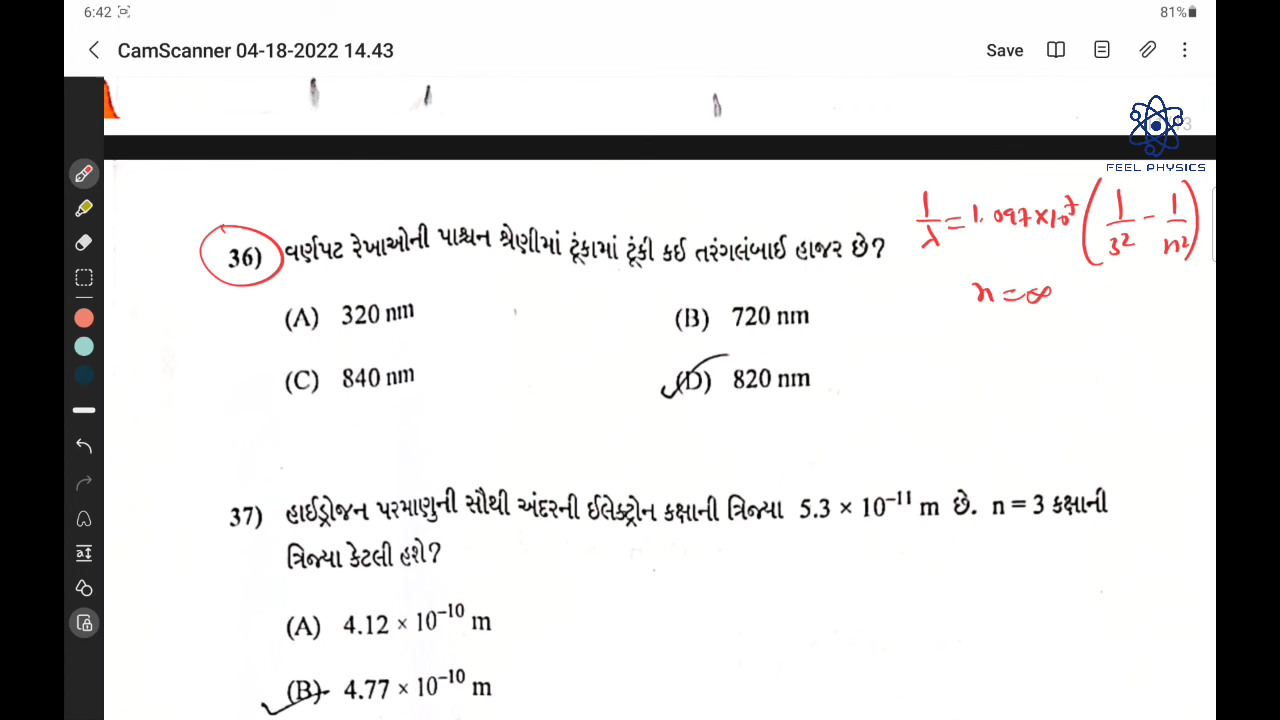 6:42
81%
CamScanner 04-18-2022 14.43
Save
FEEL PHYSICS
1/λ = 1.097×10^7 (1/3² − 1/n²)
n = ∞
36) વર્ણપટ રેખાઓની પાશ્ચન શ્રેણીમાં ટૂંકામાં ટૂંકી કઈ તરંગલંબાઈ હાજર છે?
(A) 320 nm
(B) 720 nm
(C) 840 nm
(D) 820 nm
37) હાઈડ્રોજન પરમાણુની સૌથી અંદરની ઈલેક્ટ્રોન કક્ષાની ત્રિજ્યા 5.3 × 10⁻¹¹ m છે. n = 3 કક્ષાની
ત્રિજ્યા કેટલી હશે?
(A) 4.12 × 10⁻¹⁰ m
(B) 4.77 × 10⁻¹⁰ m